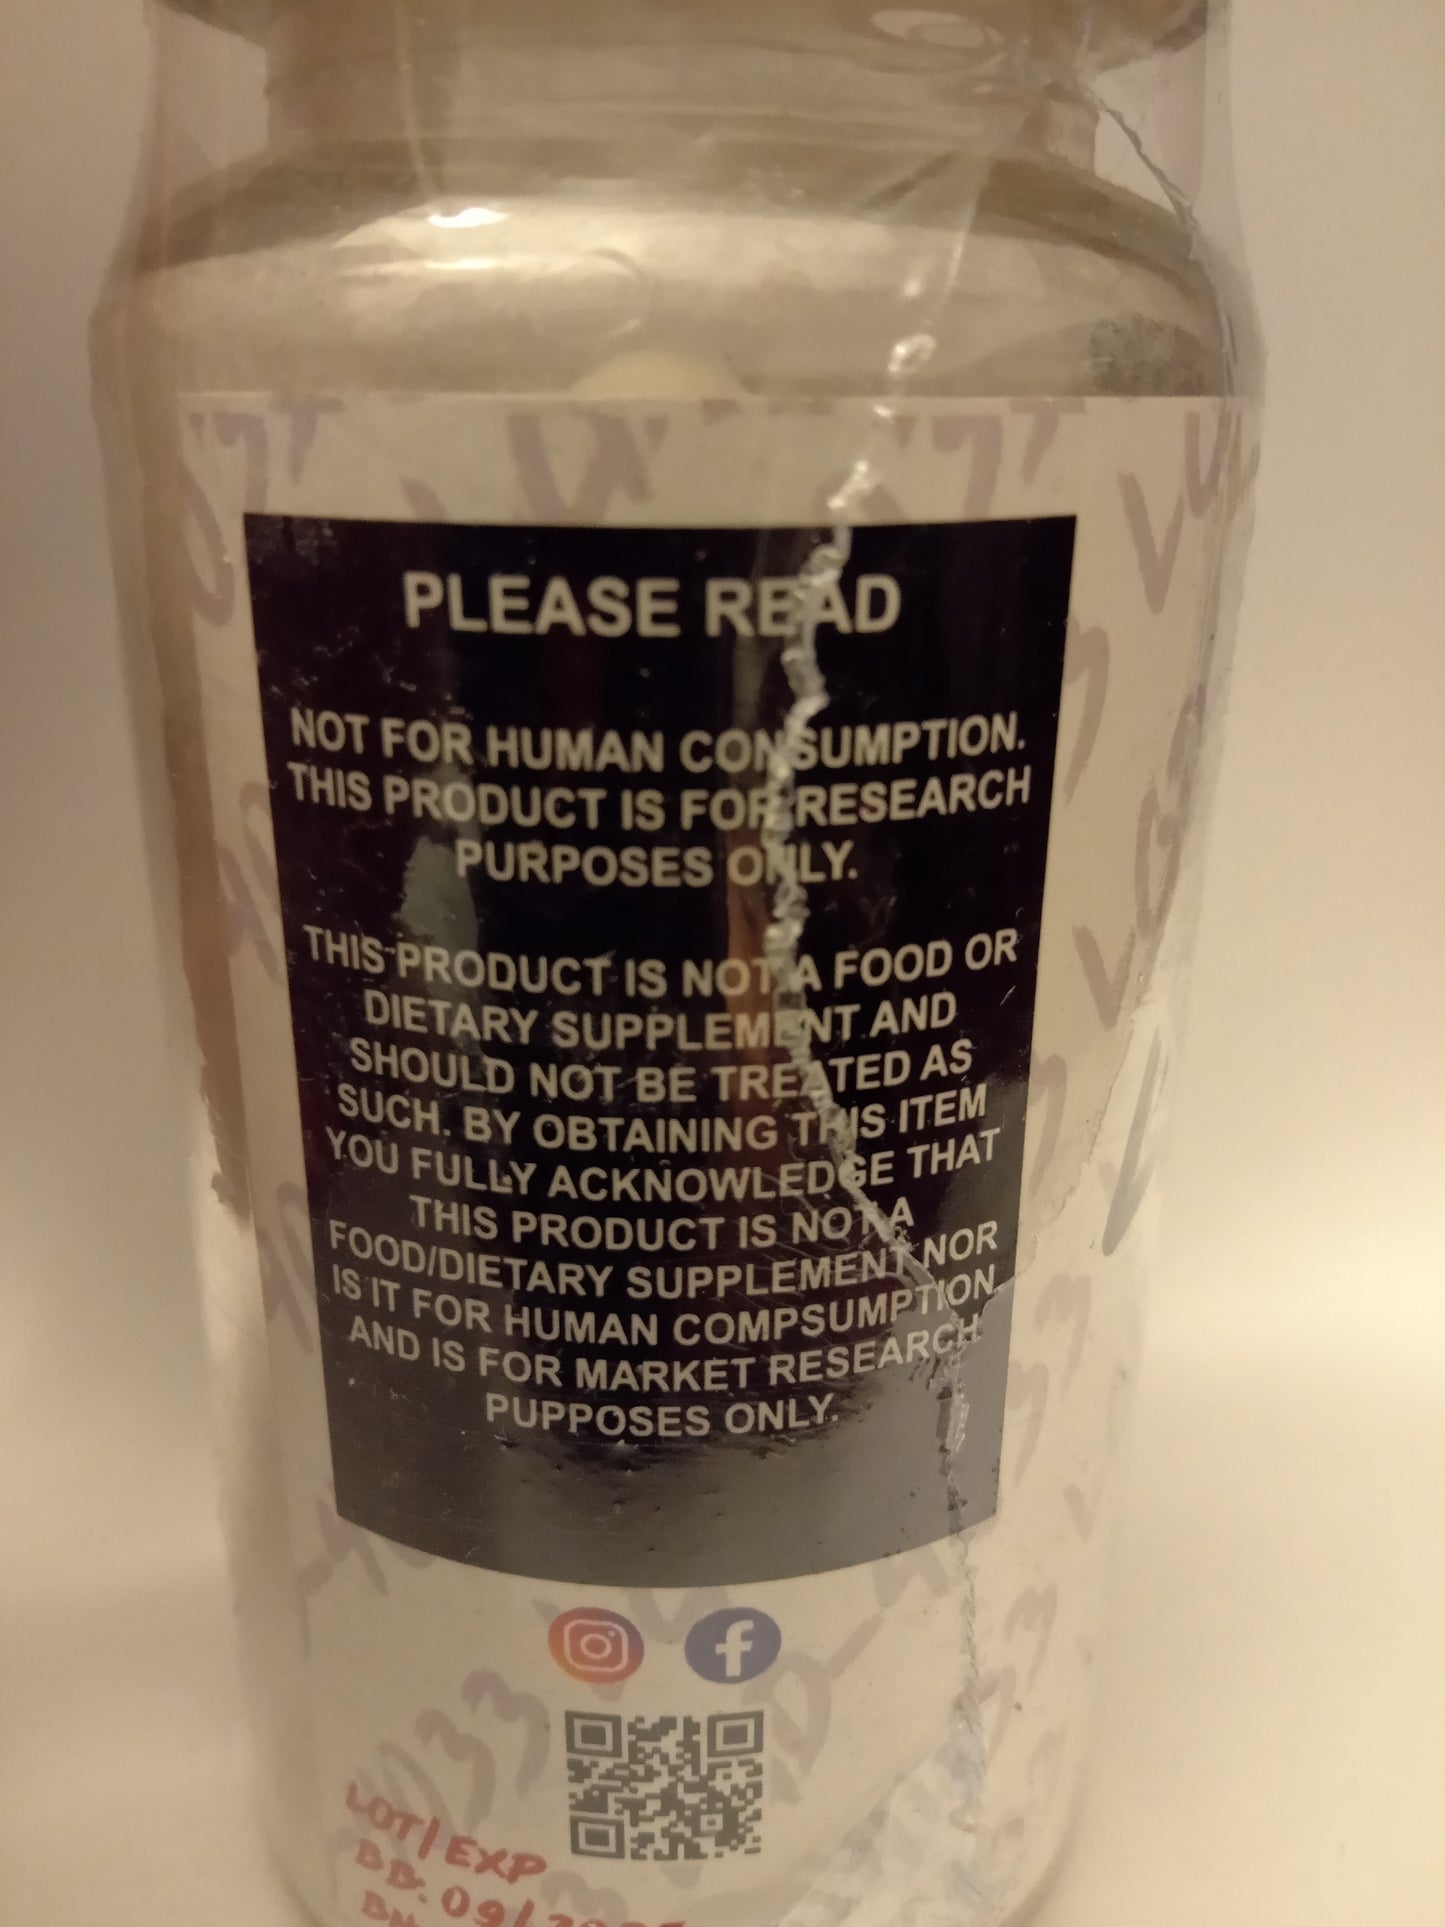 PLEASE READ
NOT FOR HUMAN CONSUMPTION.
THIS PRODUCT IS FOR RESEARCH
PURPOSES ONLY.
THIS PRODUCT IS NOT A FOOD OR
DIETARY SUPPLEMENT AND
SHOULD NOT BE TREATED AS
SUCH. BY OBTAINING THIS ITEM
YOU FULLY ACKNOWLEDGE THAT
THIS PRODUCT IS NOT A
FOOD/DIETARY SUPPLEMENT NOR
IS IT FOR HUMAN COMPSUMPTION
AND IS FOR MARKET RESEARCH
PUPPOSES ONLY.
LOT/EXP
BB: 09/